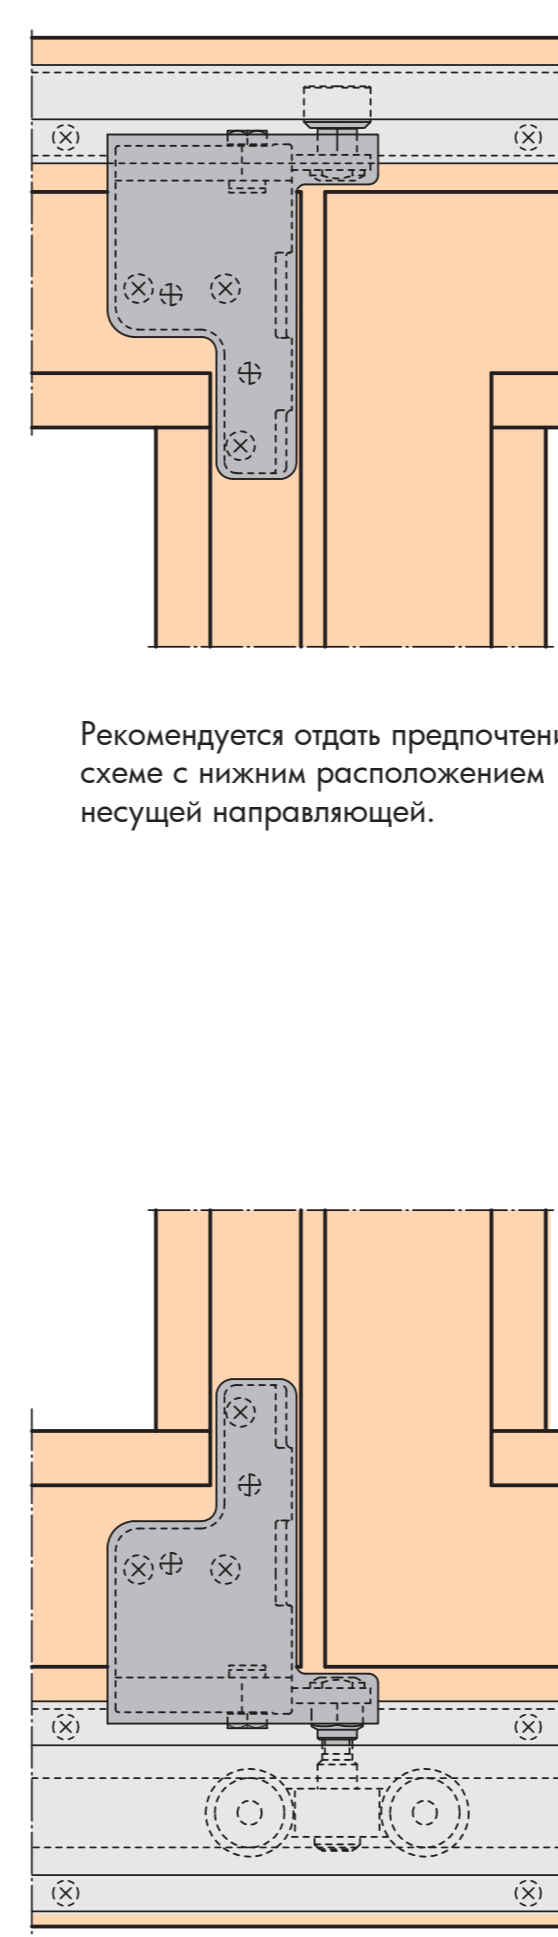 Рекомендуется отдать предпочтени
схеме с нижним расположением
несущей направляющей.